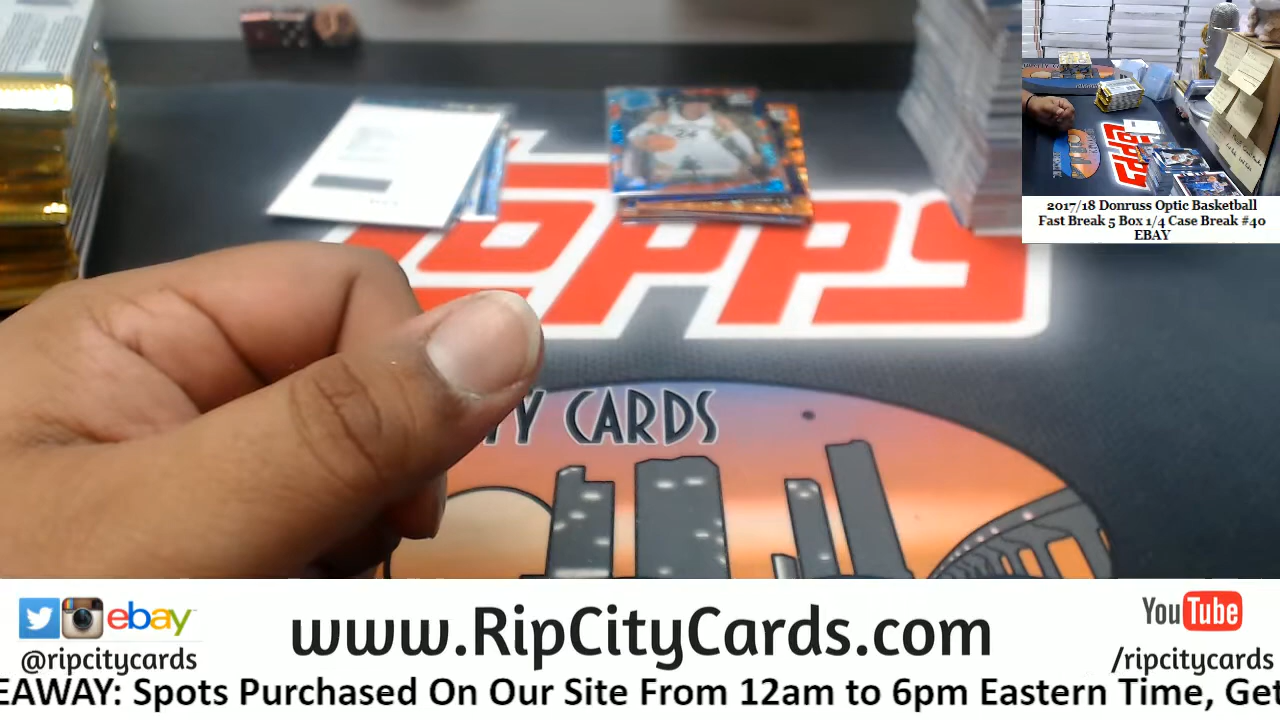 TOPPS
2017/18 Donruss Optic Basketball
Fast Break 5 Box 1/4 Case Break #40
EBAY
TOPPS
Y CARDS
ebay
www.RipCityCards.com
YouTube
@ripcitycards
/ripcitycards
EAWAY: Spots Purchased On Our Site From 12am to 6pm Eastern Time, Get